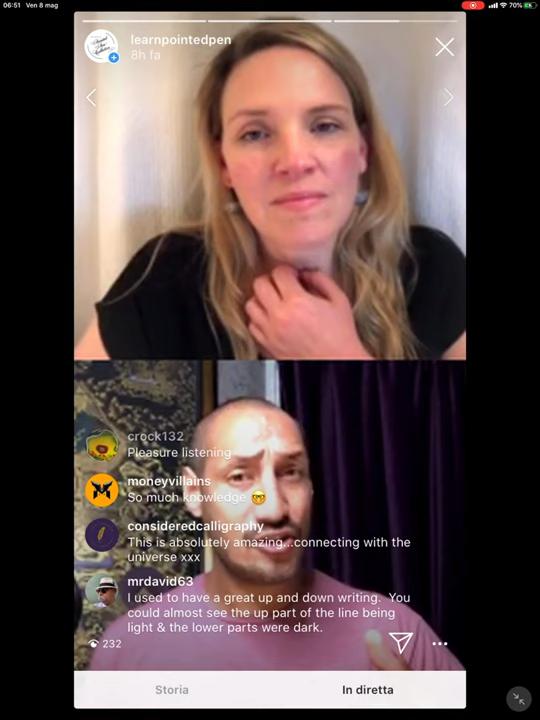 06:51 Ven 8 mag
70%
learnpointedpen
8h fa
crock132
Pleasure listening
moneyvillains
So much knowledge 🤓
consideredcalligraphy
This is absolutely amazing...connecting with the
universe xxx
mrdavid63
I used to have a great up and down writing. You
could almost see the up part of the line being
light & the lower parts were dark.
232
Storia
In diretta